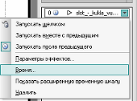 Запускать щелчком
Запускать вместе с предыдущим
Запускать после предыдущего
Параметры эффектов...
Время...
Показать расширенную временную шкалу
Удалить